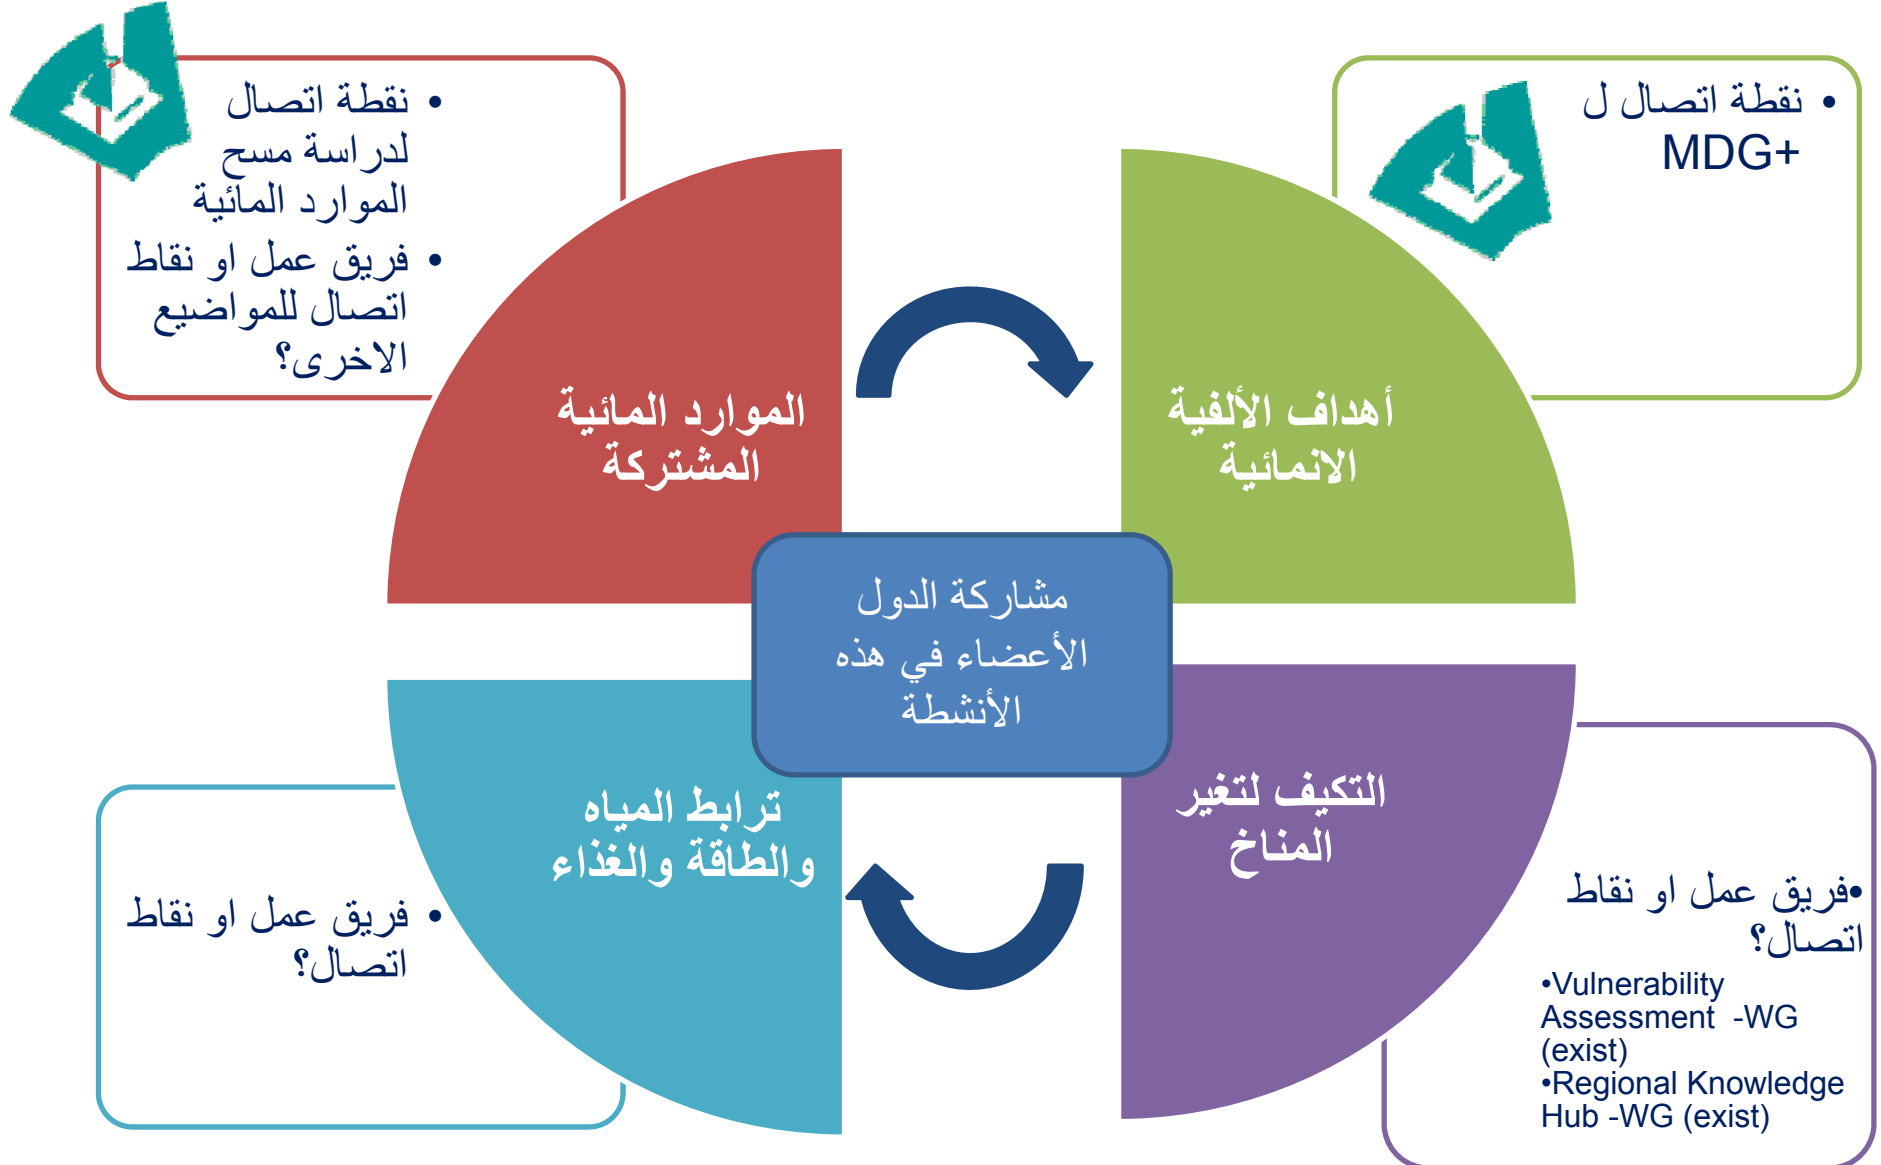 • نقطة اتصال
لدراسة مسح
الموارد المائية
• فريق عمل او نقاط
اتصال للمواضيع
الاخرى؟
• نقطة اتصال ل
MDG+
الموارد المائية
المشتركة
أهداف الألفية
الانمائية
مشاركة الدول
الأعضاء في هذه
الأنشطة
ترابط المياه
والطاقة والغذاء
التكيف لتغير
المناخ
• فريق عمل او نقاط
اتصال؟
•فريق عمل او نقاط
اتصال؟
•Vulnerability
Assessment -WG
(exist)
•Regional Knowledge
Hub -WG (exist)